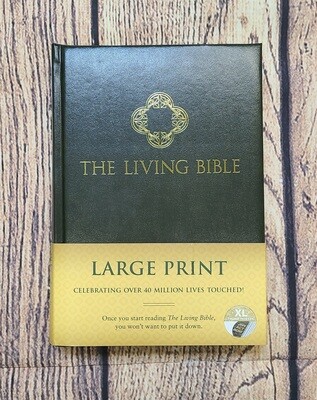 THE LIVING BIBLE
LARGE PRINT
CELEBRATING OVER 40 MILLION LIVES TOUCHED!
Once you start reading The Living Bible,
you won't want to put it down.
XL